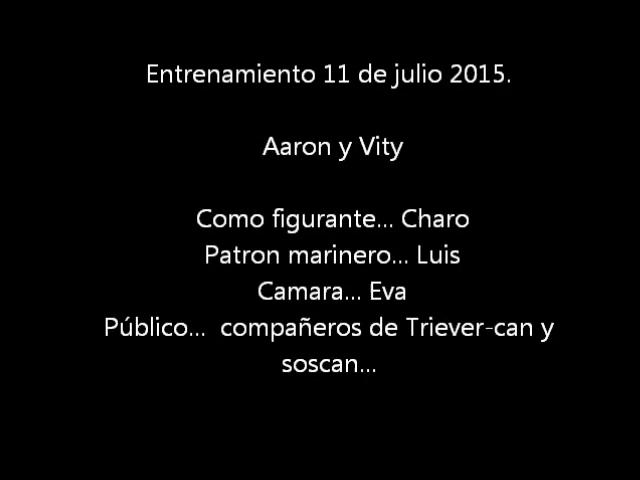 Entrenamiento 11 de julio 2015.
Aaron y Vity
Como figurante... Charo
Patron marinero... Luis
Camara... Eva
Público...  compañeros de Triever-can y
soscan...